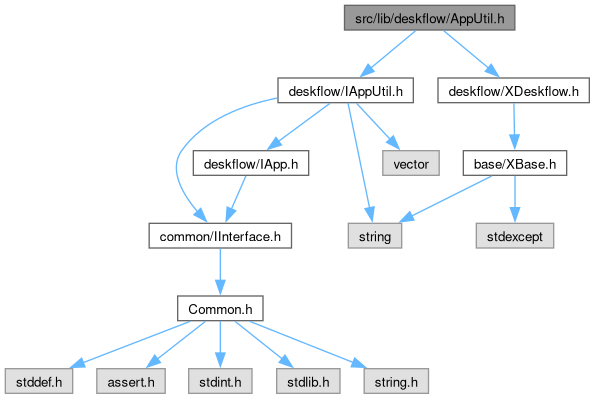 src/lib/deskflow/AppUtil.h
deskflow/IAppUtil.h
deskflow/XDeskflow.h
deskflow/IApp.h
vector
base/XBase.h
common/IInterface.h
string
stdexcept
Common.h
stddef.h
assert.h
stdint.h
stdlib.h
string.h